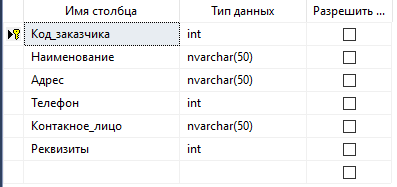 Имя столбца Тип данных Разрешить ...
Код_заказчика int
Наименование nvarchar(50)
Адрес nvarchar(50)
Телефон int
Контакное_лицо nvarchar(50)
Реквизиты int